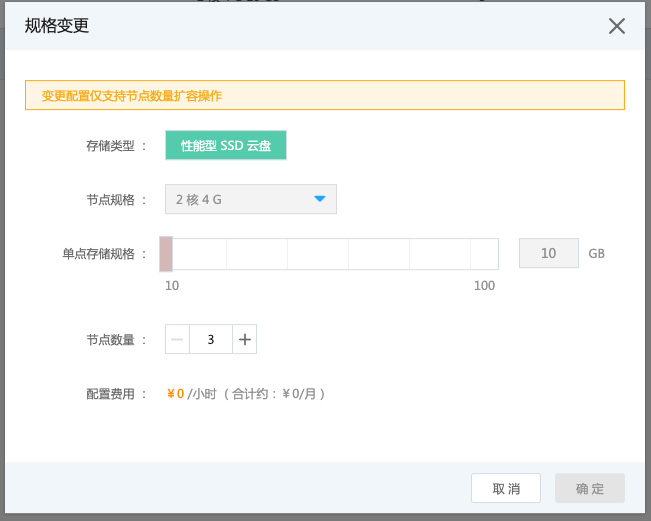 规格变更
变更配置仅支持节点数量扩容操作
存储类型 ： 性能型 SSD 云盘
节点规格 ： 2 核 4 G
单点存储规格 ： 10 GB
10 100
节点数量 ： 3
配置费用 ： ¥0 /小时 （ 合计约 : ¥ 0/月 ）
取 消 确 定